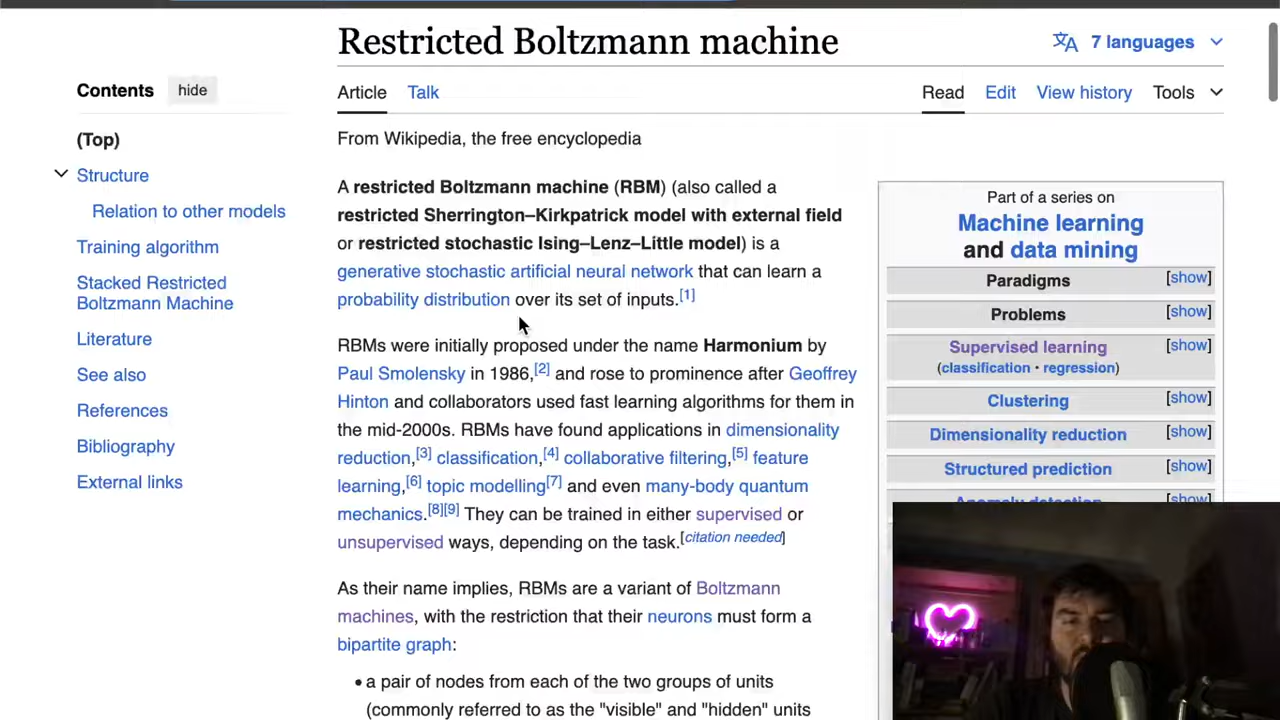 Restricted Boltzmann machine
7 languages
Contents
hide
Article
Talk
Read
Edit
View history
Tools
(Top)
Structure
Relation to other models
Training algorithm
Stacked Restricted
Boltzmann Machine
Literature
See also
References
Bibliography
External links
From Wikipedia, the free encyclopedia
A restricted Boltzmann machine (RBM) (also called a
restricted Sherrington–Kirkpatrick model with external field
or restricted stochastic Ising–Lenz–Little model) is a
generative stochastic artificial neural network that can learn a
probability distribution over its set of inputs.[1]
RBMs were initially proposed under the name Harmonium by
Paul Smolensky in 1986,[2] and rose to prominence after Geoffrey
Hinton and collaborators used fast learning algorithms for them in
the mid-2000s. RBMs have found applications in dimensionality
reduction,[3] classification,[4] collaborative filtering,[5] feature
learning,[6] topic modelling[7] and even many-body quantum
mechanics.[8][9] They can be trained in either supervised or
unsupervised ways, depending on the task.[citation needed]
As their name implies, RBMs are a variant of Boltzmann
machines, with the restriction that their neurons must form a
bipartite graph:
• a pair of nodes from each of the two groups of units
(commonly referred to as the "visible" and "hidden" units
Part of a series on
Machine learning
and data mining
Paradigms [show]
Problems [show]
Supervised learning [show]
(classification • regression)
Clustering [show]
Dimensionality reduction [show]
Structured prediction [show]
Anomaly detection [show]